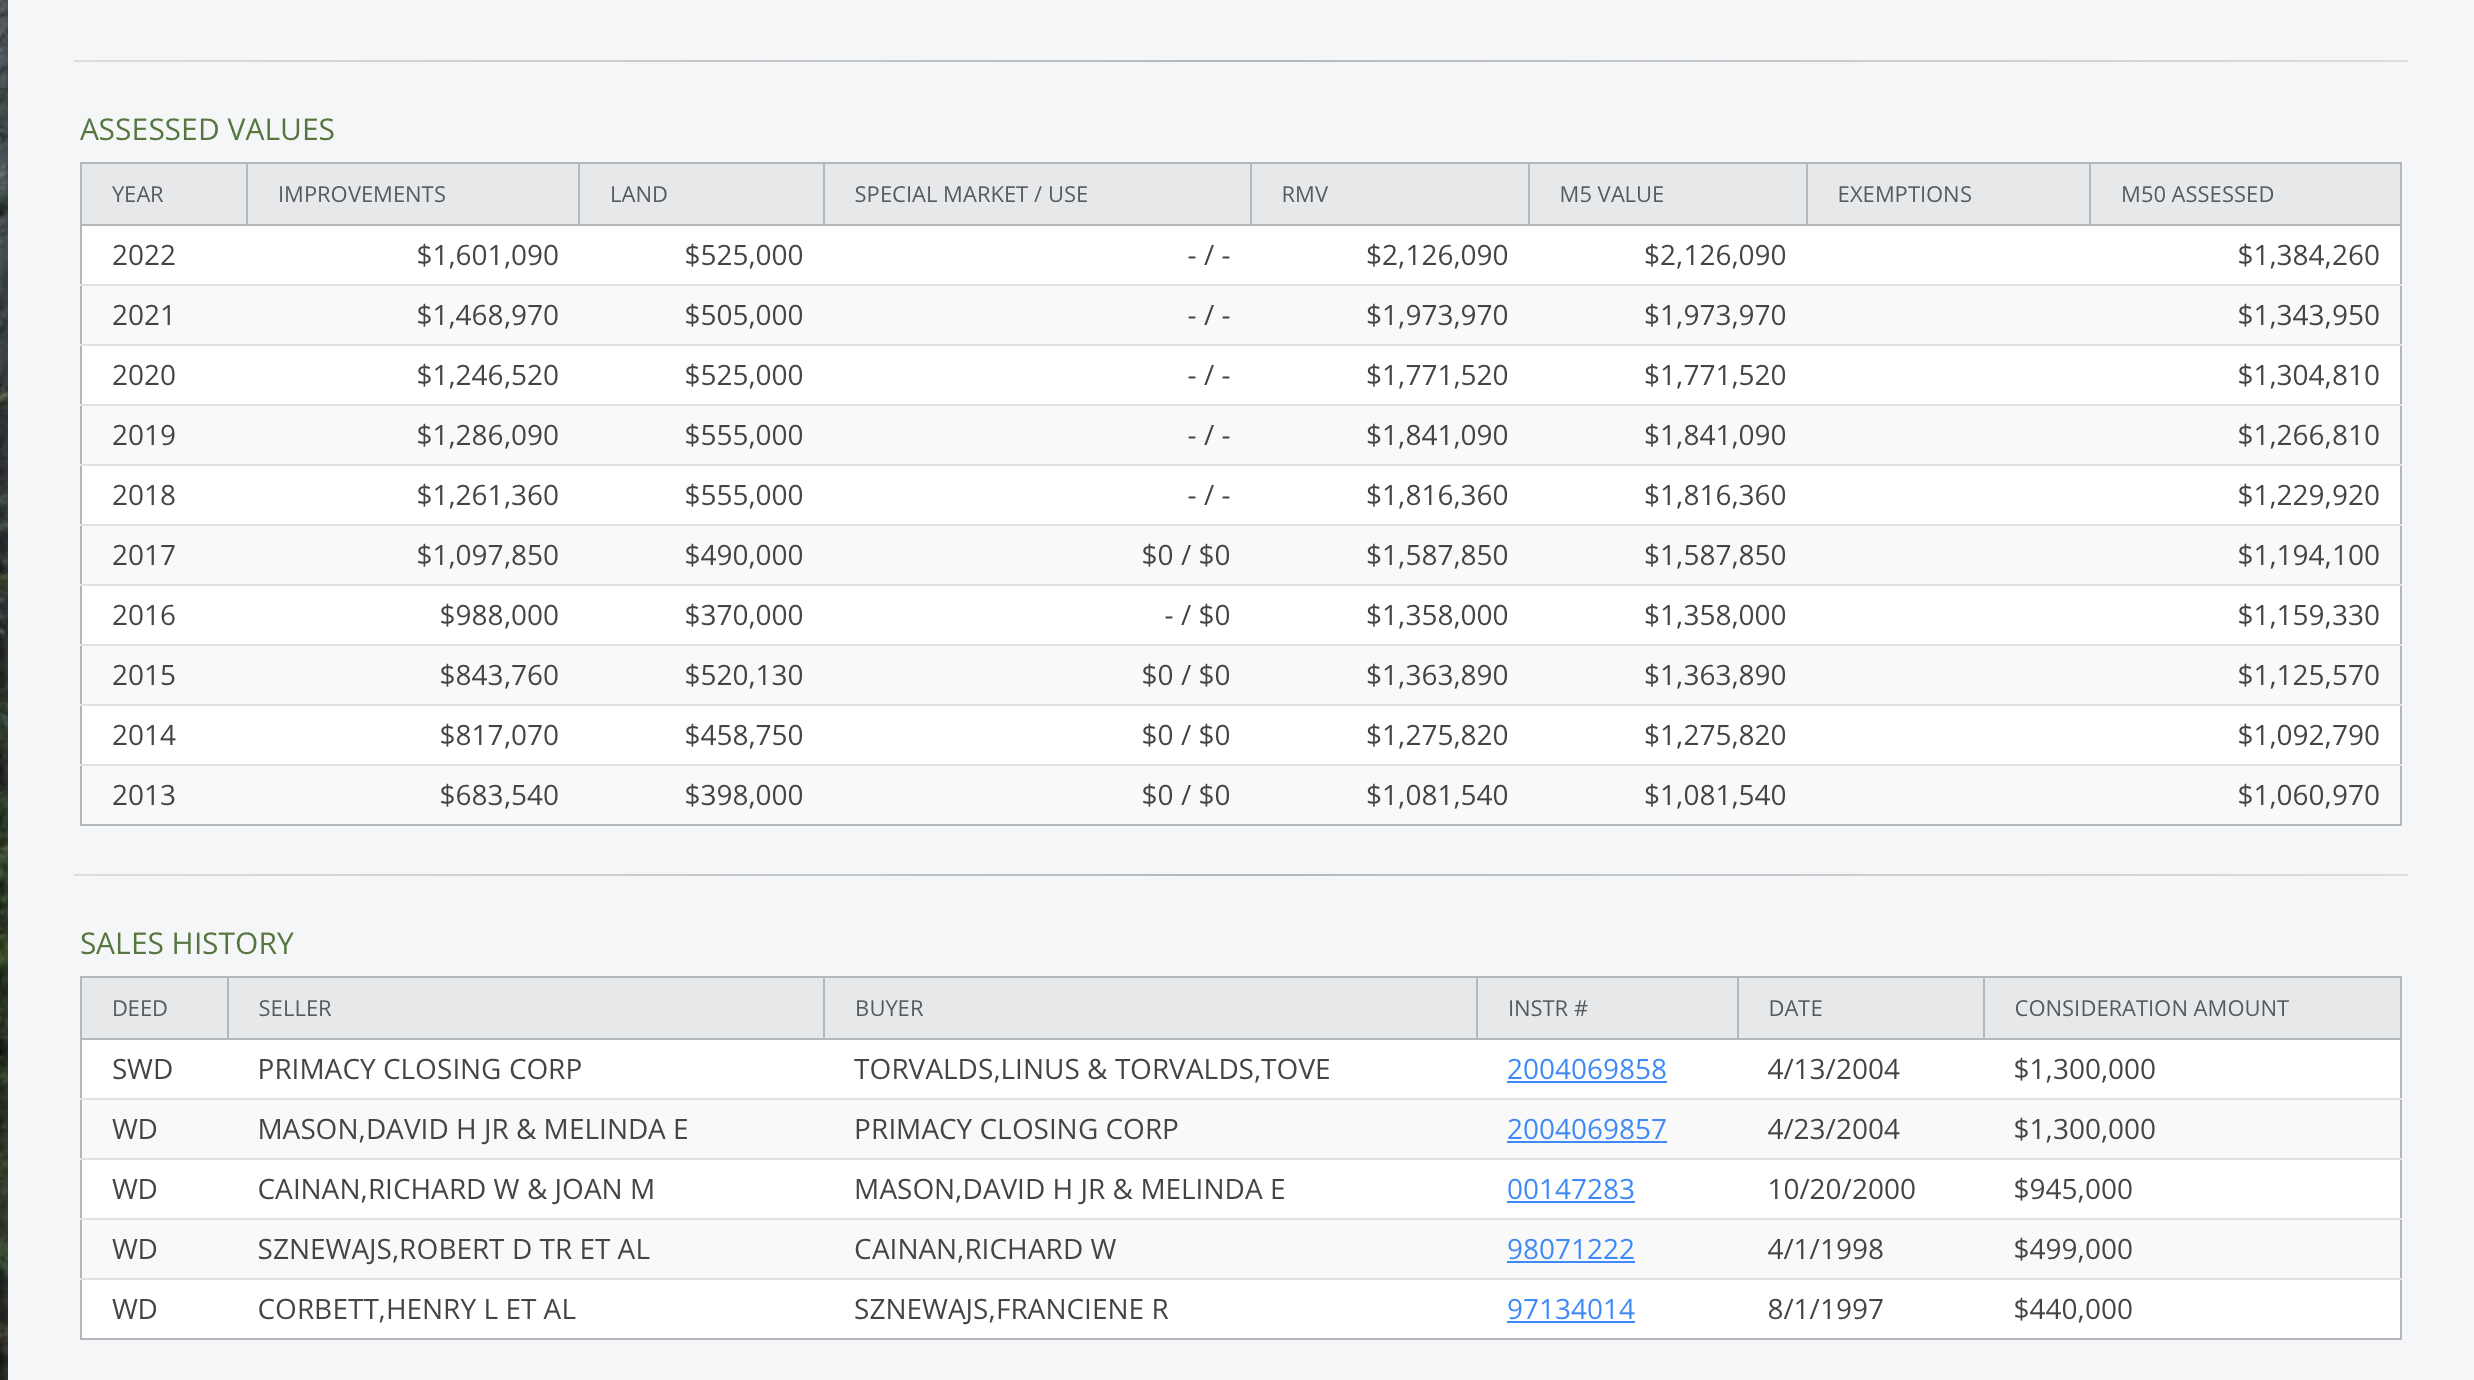 ASSESSED VALUES
YEAR IMPROVEMENTS LAND SPECIAL MARKET / USE RMV M5 VALUE EXEMPTIONS M50 ASSESSED
2022 $1,601,090 $525,000 - / - $2,126,090 $2,126,090 $1,384,260
2021 $1,468,970 $505,000 - / - $1,973,970 $1,973,970 $1,343,950
2020 $1,246,520 $525,000 - / - $1,771,520 $1,771,520 $1,304,810
2019 $1,286,090 $555,000 - / - $1,841,090 $1,841,090 $1,266,810
2018 $1,261,360 $555,000 - / - $1,816,360 $1,816,360 $1,229,920
2017 $1,097,850 $490,000 $0 / $0 $1,587,850 $1,587,850 $1,194,100
2016 $988,000 $370,000 - / $0 $1,358,000 $1,358,000 $1,159,330
2015 $843,760 $520,130 $0 / $0 $1,363,890 $1,363,890 $1,125,570
2014 $817,070 $458,750 $0 / $0 $1,275,820 $1,275,820 $1,092,790
2013 $683,540 $398,000 $0 / $0 $1,081,540 $1,081,540 $1,060,970
SALES HISTORY
DEED SELLER BUYER INSTR # DATE CONSIDERATION AMOUNT
SWD PRIMACY CLOSING CORP TORVALDS,LINUS & TORVALDS,TOVE 2004069858 4/13/2004 $1,300,000
WD MASON,DAVID H JR & MELINDA E PRIMACY CLOSING CORP 2004069857 4/23/2004 $1,300,000
WD CAINAN,RICHARD W & JOAN M MASON,DAVID H JR & MELINDA E 00147283 10/20/2000 $945,000
WD SZNEWAJS,ROBERT D TR ET AL CAINAN,RICHARD W 98071222 4/1/1998 $499,000
WD CORBETT,HENRY L ET AL SZNEWAJS,FRANCIENE R 97134014 8/1/1997 $440,000